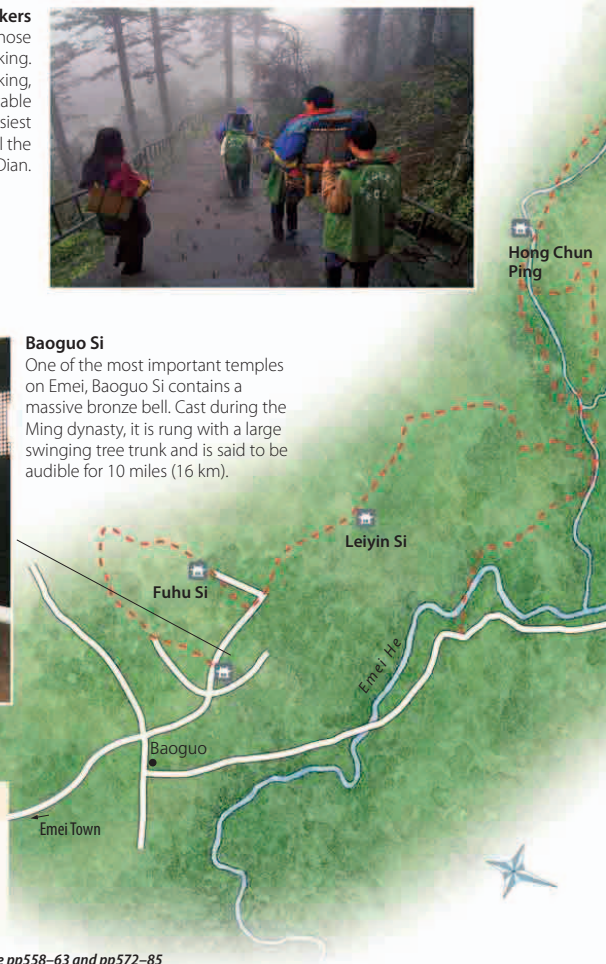 kers
hose
king.
king,
able
siest
l the
Dian.
Baoguo Si
One of the most important temples
on Emei, Baoguo Si contains a
massive bronze bell. Cast during the
Ming dynasty, it is rung with a large
swinging tree trunk and is said to be
audible for 10 miles (16 km).
Hong Chun
Ping
Leiyin Si
Fuhu Si
Emei He
Baoguo
Emei Town
e pp558–63 and pp572–85